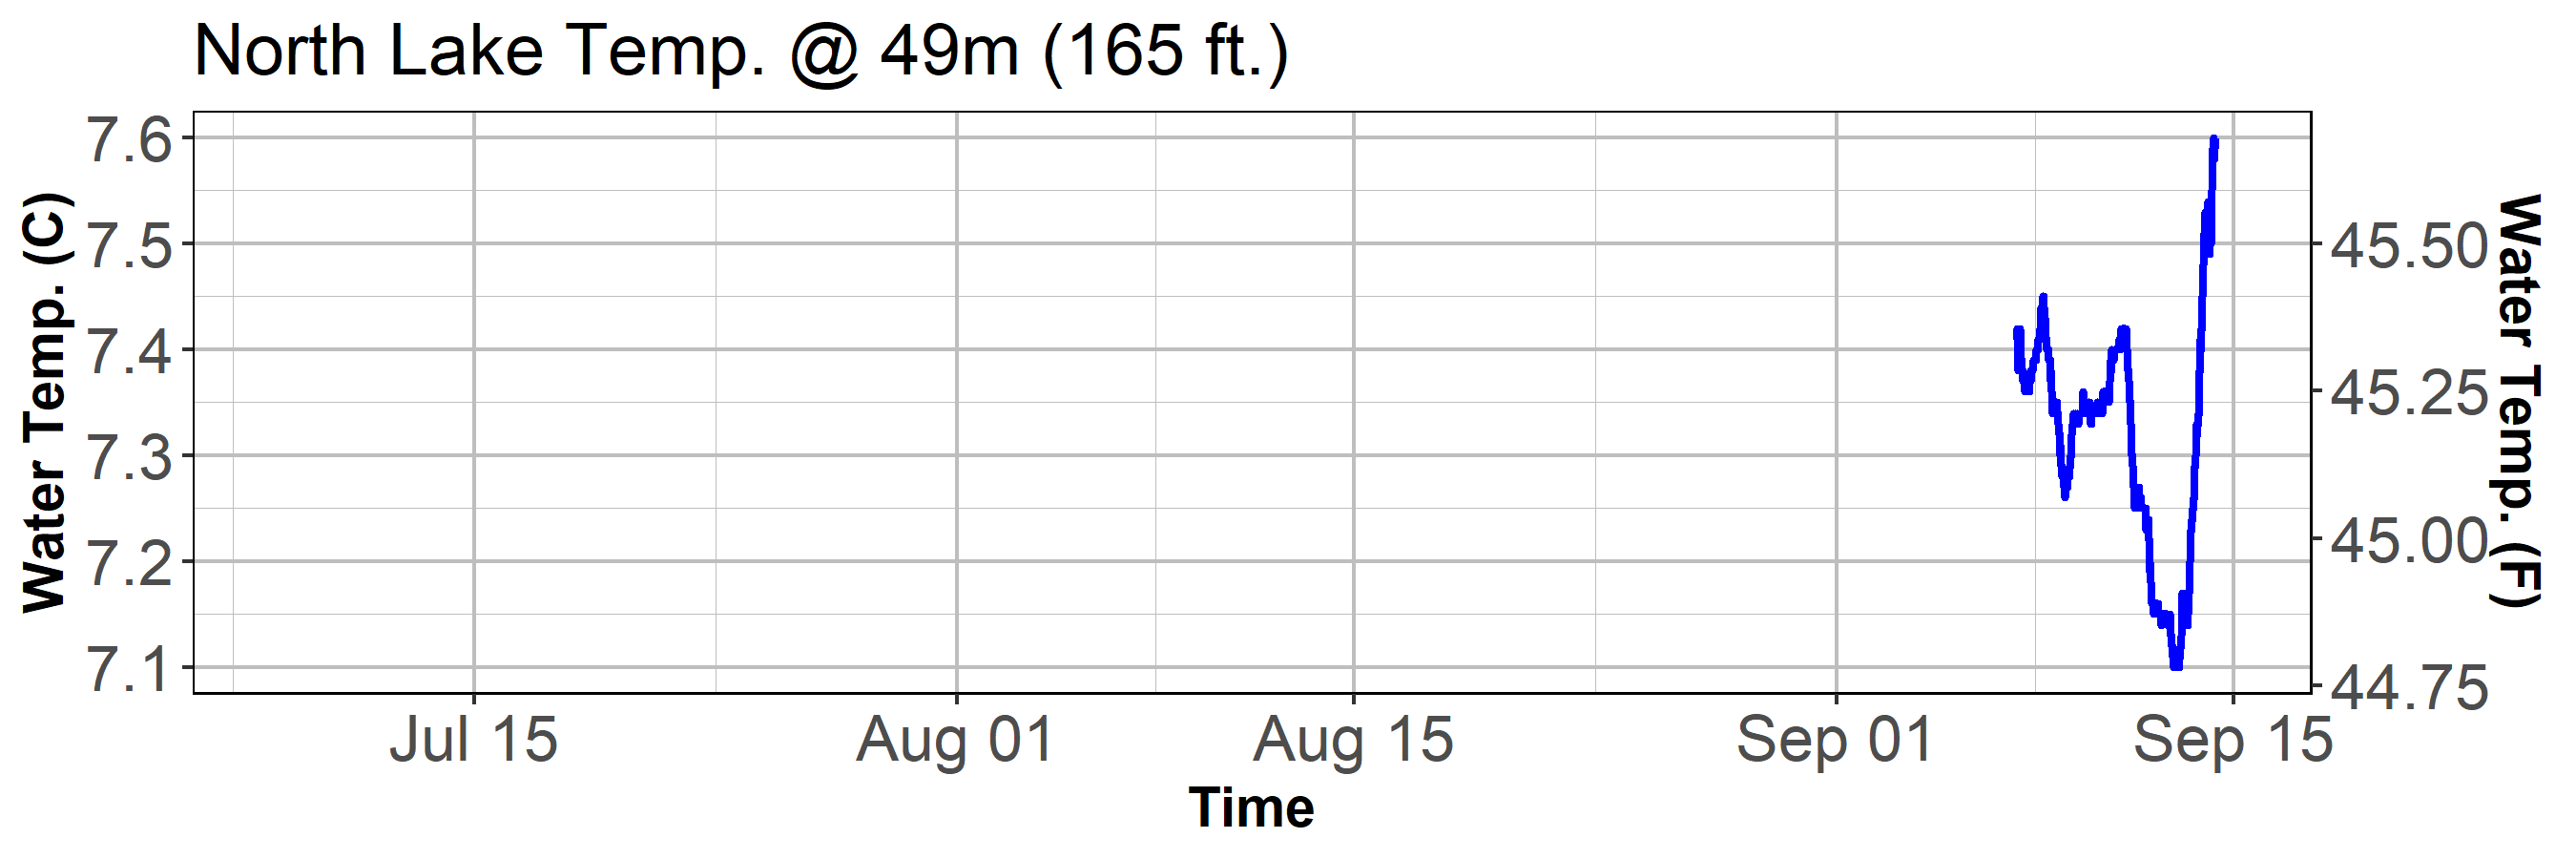 North Lake Temp. @ 49m (165 ft.)
Water Temp. (C)
7.6
7.5
7.4
7.3
7.2
7.1
Water Temp. (F)
45.50
45.25
45.00
44.75
Jul 15 Aug 01 Aug 15 Sep 01 Sep 15
Time